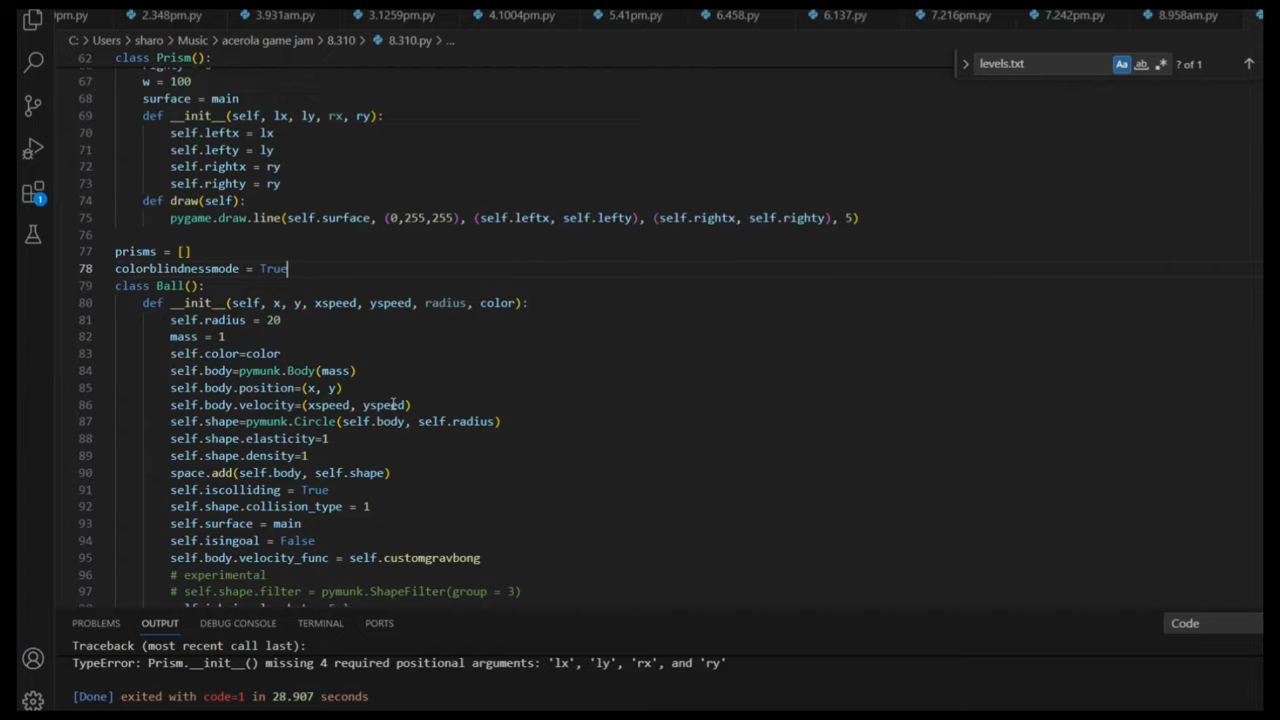 pm.py 2.348pm.py 3.931am.py 3.1259pm.py 4.1004pm.py 5.41pm.py 6.458.py 6.137.py 7.216pm.py 7.242pm.py 8.958am.py
C: > Users > sharo > Music > acerola game jam > 8.310 > 8.310.py > ...
levels.txt Aa ab .* ? of 1
62 class Prism():
67 w = 100
68 surface = main
69 def __init__(self, lx, ly, rx, ry):
70 self.leftx = lx
71 self.lefty = ly
72 self.rightx = ry
73 self.righty = ry
74 def draw(self):
75 pygame.draw.line(self.surface, (0,255,255), (self.leftx, self.lefty), (self.rightx, self.righty), 5)
76
77 prisms = []
78 colorblindnessmode = True
79 class Ball():
80 def __init__(self, x, y, xspeed, yspeed, radius, color):
81 self.radius = 20
82 mass = 1
83 self.color=color
84 self.body=pymunk.Body(mass)
85 self.body.position=(x, y)
86 self.body.velocity=(xspeed, yspeed)
87 self.shape=pymunk.Circle(self.body, self.radius)
88 self.shape.elasticity=1
89 self.shape.density=1
90 space.add(self.body, self.shape)
91 self.iscolliding = True
92 self.shape.collision_type = 1
93 self.surface = main
94 self.isingoal = False
95 self.body.velocity_func = self.customgravbong
96 # experimental
97 # self.shape.filter = pymunk.ShapeFilter(group = 3)
PROBLEMS OUTPUT DEBUG CONSOLE TERMINAL PORTS Code
Traceback (most recent call last):
TypeError: Prism.__init__() missing 4 required positional arguments: 'lx', 'ly', 'rx', and 'ry'
[Done] exited with code=1 in 28.907 seconds
1